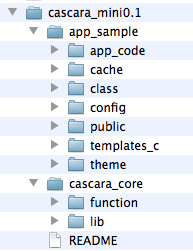 cascara_mini0.1
app_sample
app_code
cache
class
config
public
templates_c
theme
cascara_core
function
lib
README